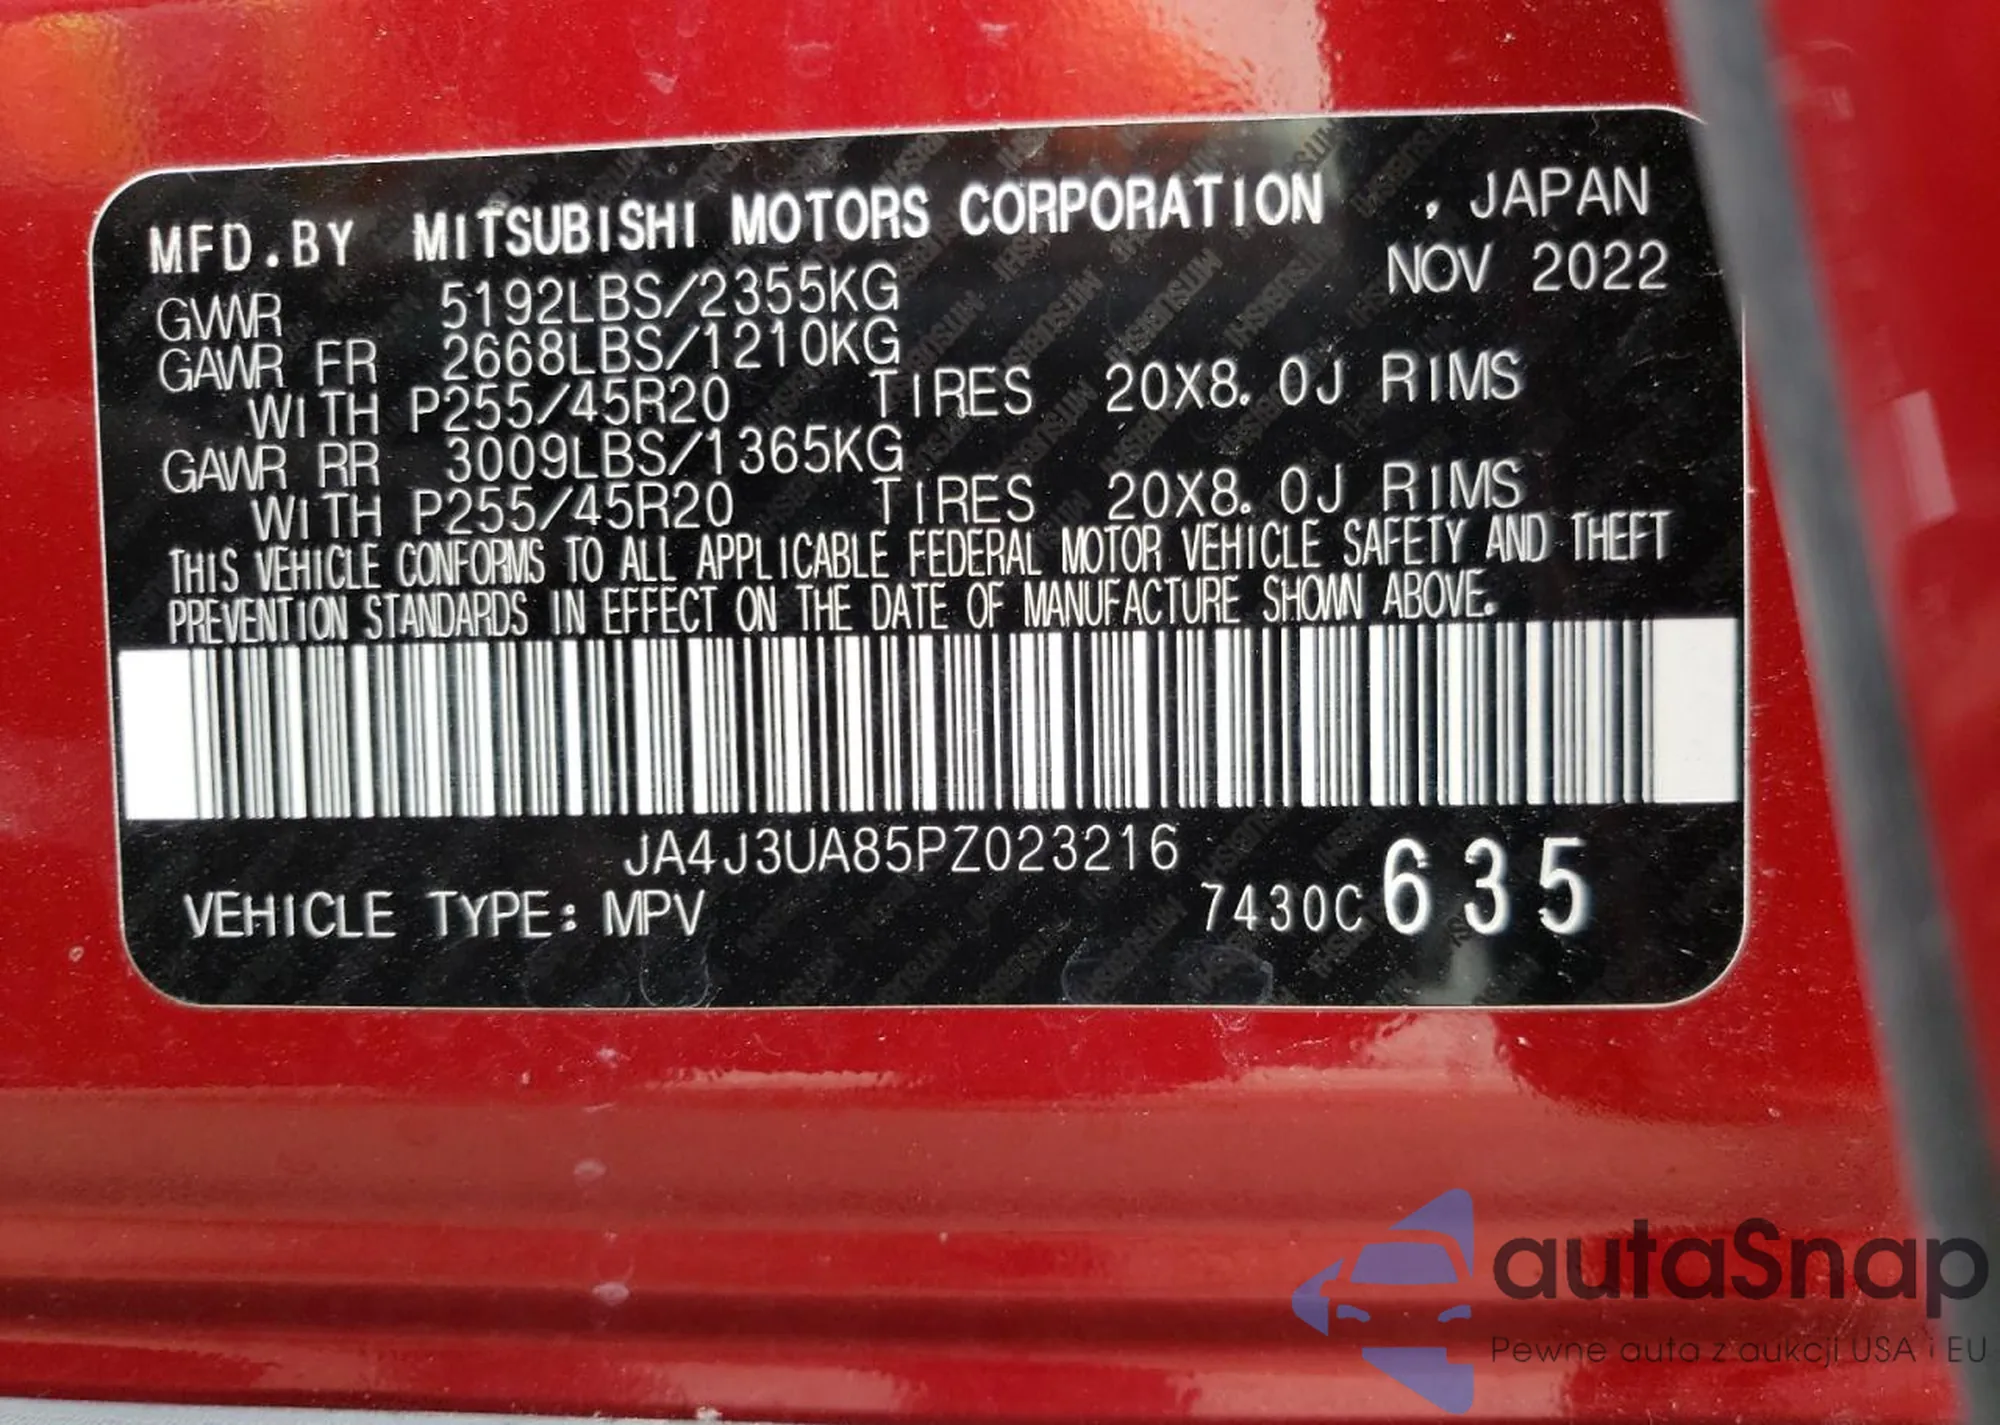 MFD.BY MITSUBISHI MOTORS CORPORATION , JAPAN
NOV 2022
GVWR 5192LBS/2355KG
GAWR FR 2668LBS/1210KG
WITH P255/45R20 TIRES 20X8.0J RIMS
GAWR RR 3009LBS/1365KG
WITH P255/45R20 TIRES 20X8.0J RIMS
THIS VEHICLE CONFORMS TO ALL APPLICABLE FEDERAL MOTOR VEHICLE SAFETY AND THEFT
PREVENTION STANDARDS IN EFFECT ON THE DATE OF MANUFACTURE SHOWN ABOVE.
JA4J3UA85PZ023216
VEHICLE TYPE: MPV 7430C 635
autaSnap
Pewne auta z aukcji USA i EU